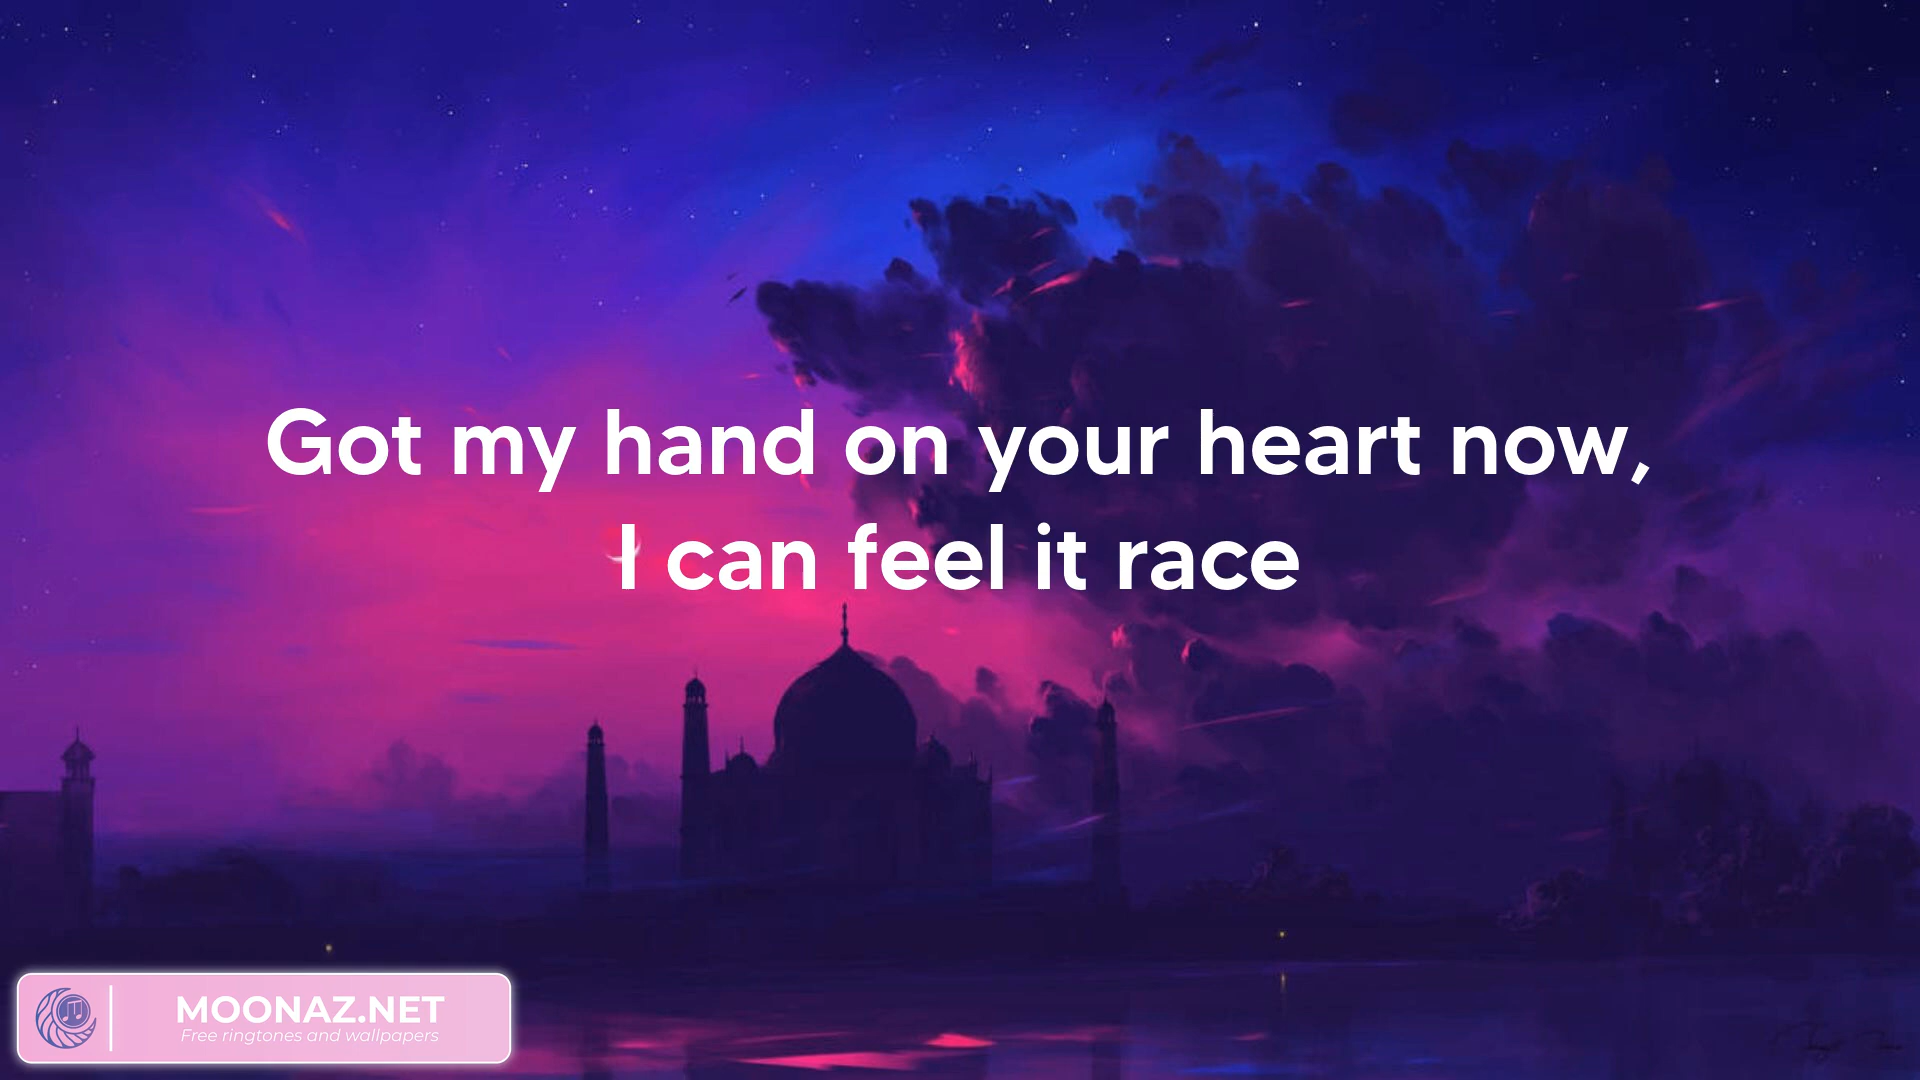 Got my hand on your heart now,
I can feel it race
MOONAZ.NET
Free ringtones and wallpapers